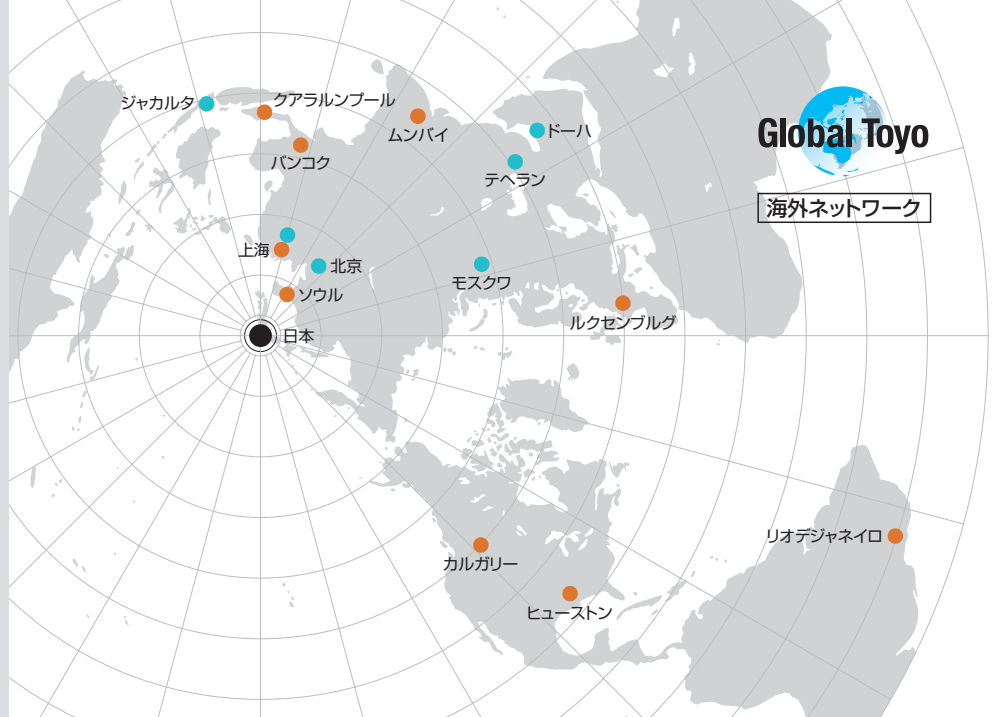 ジャカルタ
クアラルンプール
ムンバイ
バンコク
ドーハ
テヘラン
Global Toyo
海外ネットワーク
上海
北京
モスクワ
ソウル
ルクセンブルグ
日本
リオデジャネイロ
カルガリー
ヒューストン